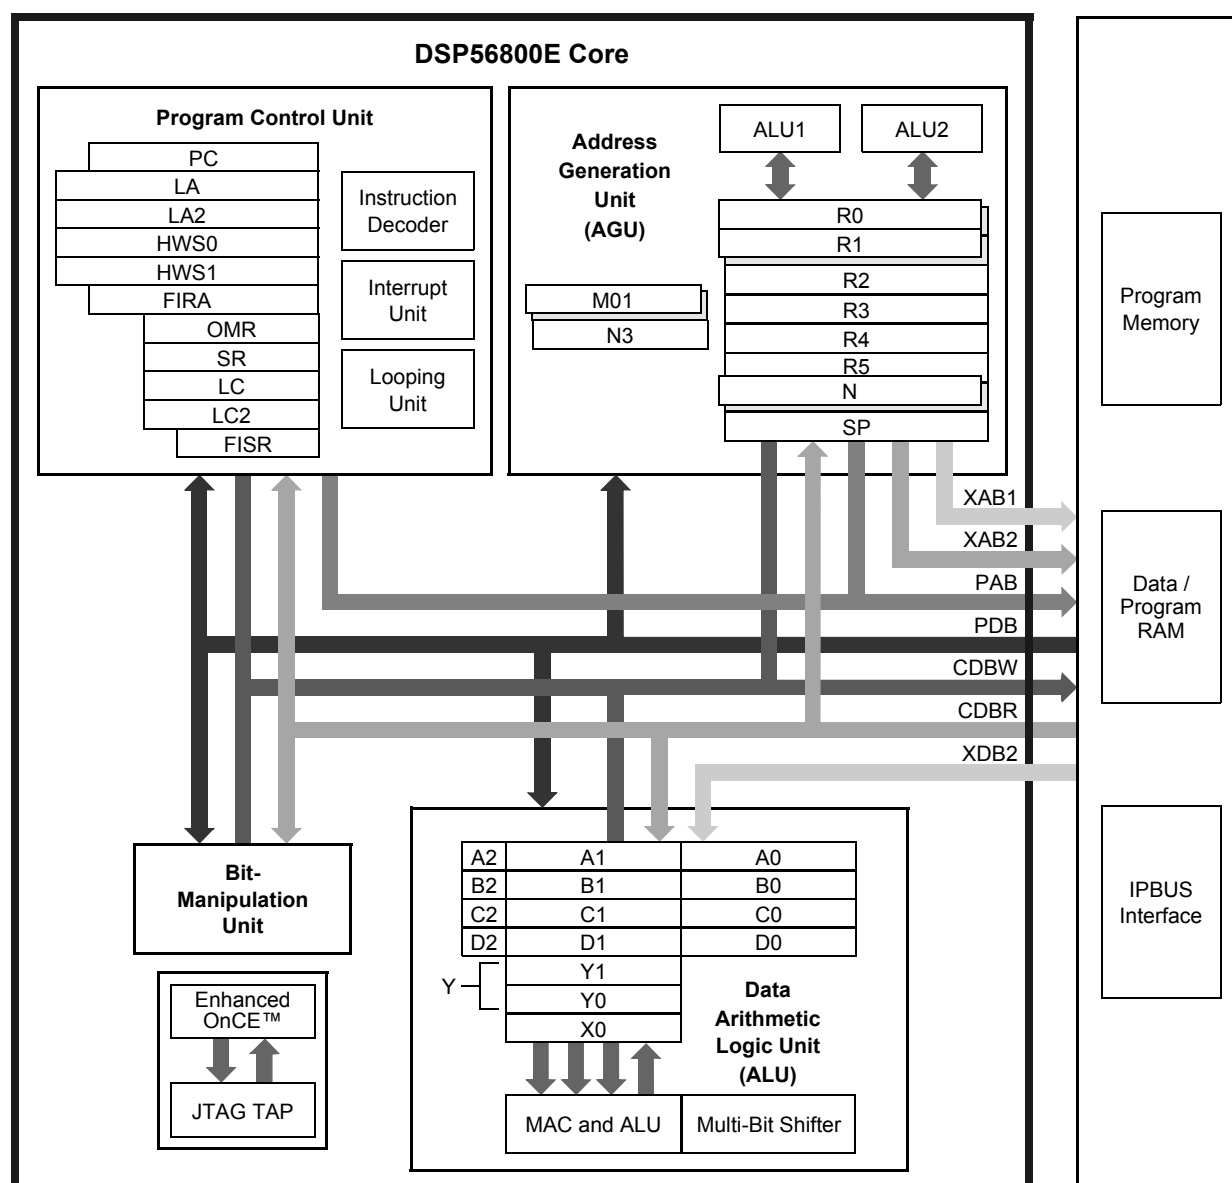 DSP56800E Core
Program Control Unit
PC
LA
LA2
HWS0
HWS1
FIRA
OMR
SR
LC
LC2
FISR
Instruction
Decoder
Interrupt
Unit
Looping
Unit
Address
Generation
Unit
(AGU)
ALU1
ALU2
R0
R1
R2
R3
R4
R5
N
SP
M01
N3
XAB1
XAB2
PAB
PDB
CDBW
CDBR
XDB2
Program
Memory
Data /
Program
RAM
IPBUS
Interface
Bit-
Manipulation
Unit
Enhanced
OnCE™
JTAG TAP
A2 A1 A0
B2 B1 B0
C2 C1 C0
D2 D1 D0
Y
Y1
Y0
X0
Data
Arithmetic
Logic Unit
(ALU)
MAC and ALU
Multi-Bit Shifter